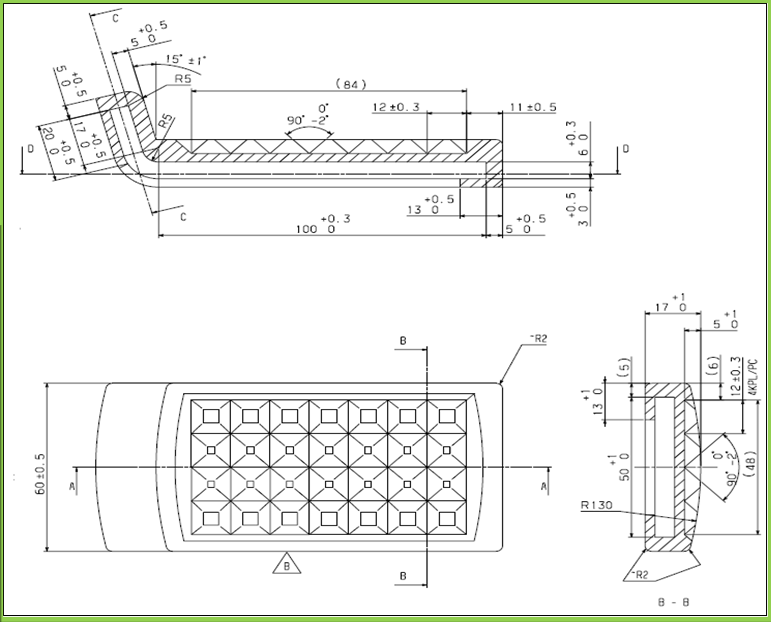 C
+0.5
5 0
15° ±1°
R5
+0.5
5 0
(84)
0°
90° -2°
12±0.3
11±0.5
R5
+0.5
20 0
+0.5
17 0
+0.3
6 0
D
D
+0.5
3 0
C
+0.5
13 0
+0.3
100 0
+0.5
5 0
+1
17 0
+1
5 0
B
~R2
(5)
(6)
12±0.3
4KPL/PC
+1
13 0
60±0.5
A
A
+1
50 0
0°
90° -2°
(48)
R130
B
B
~R2
B - B